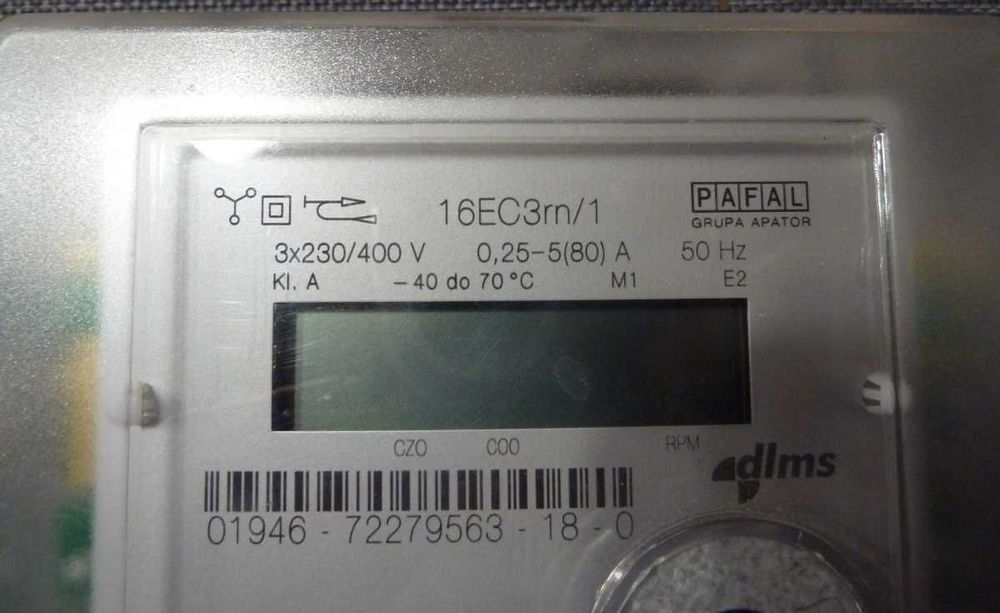 16EC3rn/1 PAFAL
GRUPA APATOR
3x230/400 V 0,25-5(80) A 50 Hz
Kl. A -40 do 70 °C M1 E2
CZO COO RPM
dlms
01946 - 72279563 - 18 - 0